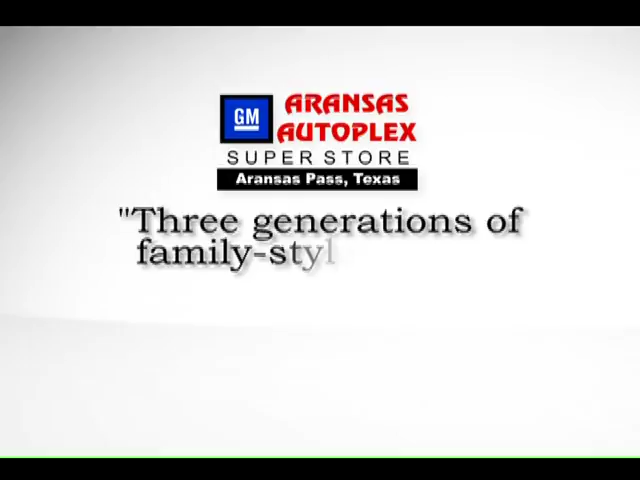 GM
ARANSAS
AUTOPLEX
SUPER STORE
Aransas Pass, Texas
"Three generations of
family-styl